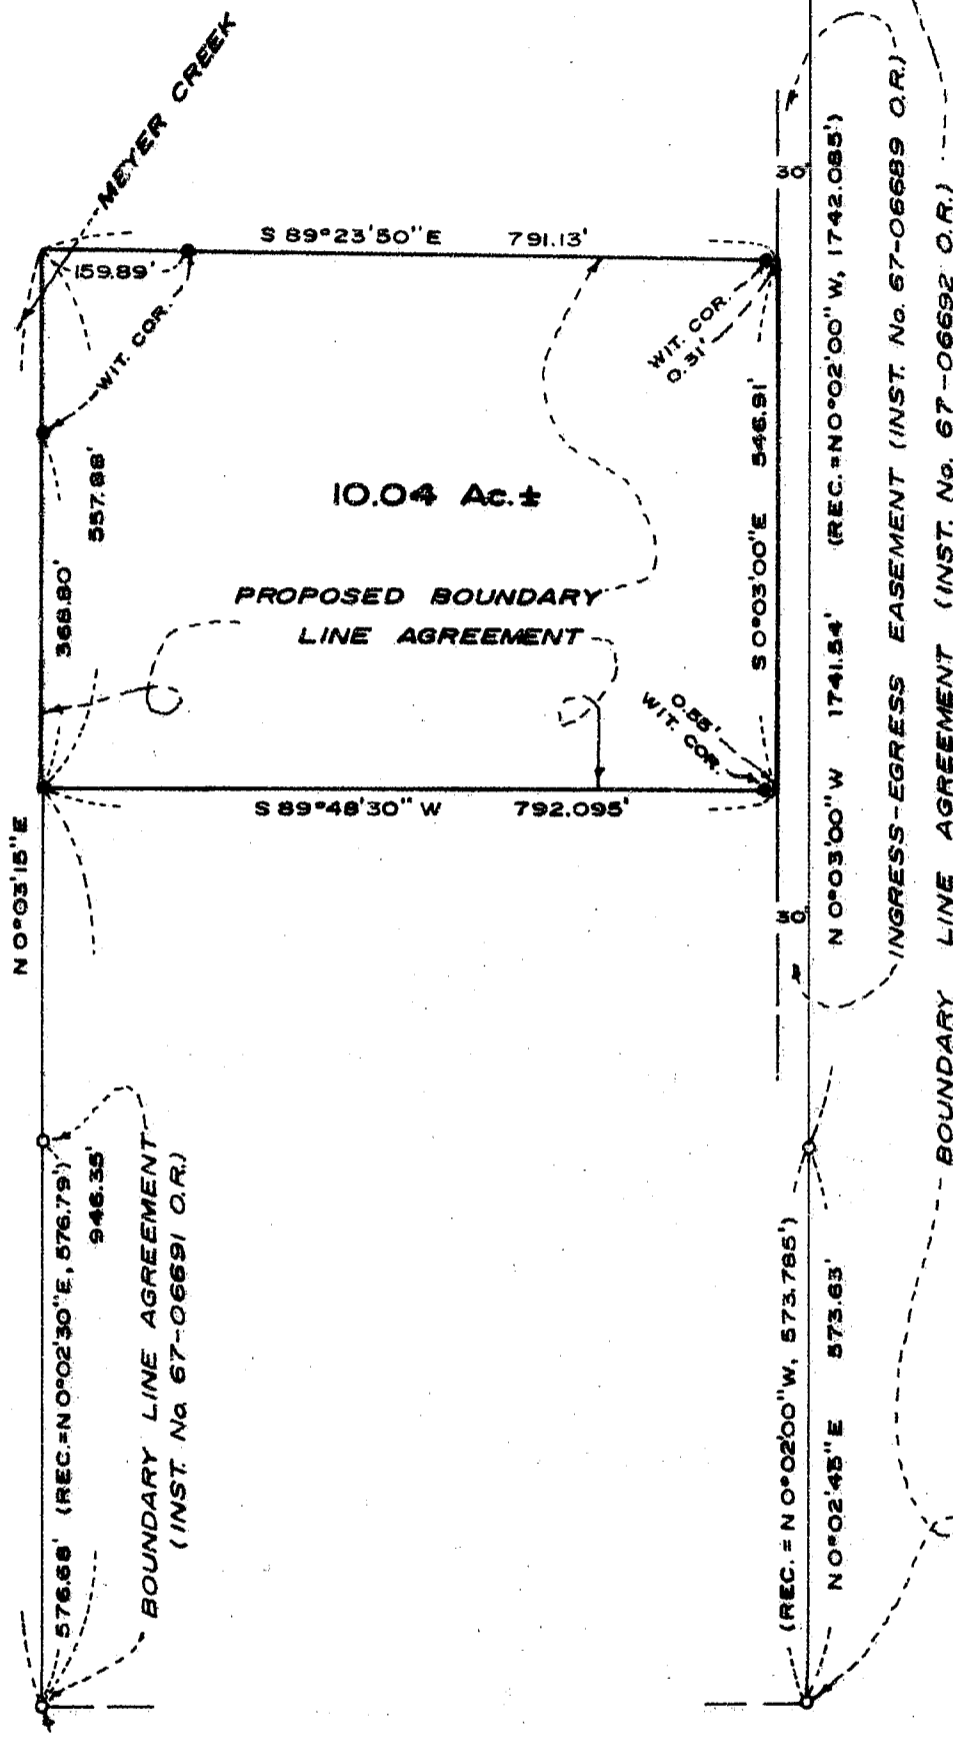 MEYER CREEK
S 89°23'50" E 791.13'
159.89'
WIT. COR.
30'
WIT. COR.
0.31'
557.88'
368.80'
10.04 Ac.±
PROPOSED BOUNDARY
LINE AGREEMENT
S 0°03'00" E 546.91'
0.55'
WIT. COR.
S 89°48'30" W 792.095'
N 0°03'15" E
30'
N 0°03'00" W 1741.54' (REC.=N 0°02'00" W, 1742.085')
INGRESS-EGRESS EASEMENT (INST. No. 67-06689 O.R.)
BOUNDARY LINE AGREEMENT (INST. No. 67-06692 O.R.)
576.68' (REC.=N 0°02'30" E, 576.79')
946.35'
BOUNDARY LINE AGREEMENT
(INST. No. 67-06691 O.R.)
(REC.=N 0°02'00" W, 573.785')
N 0°02'45" E 573.63'